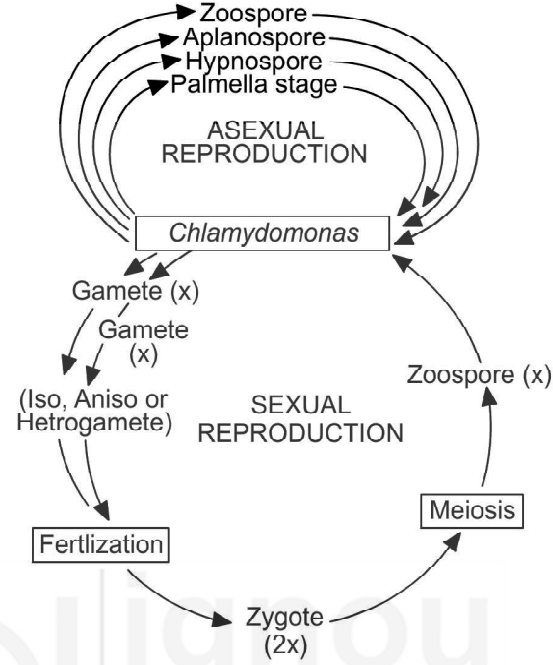 Zoospore
Aplanospore
Hypnospore
Palmella stage
ASEXUAL
REPRODUCTION
Chlamydomonas
Gamete (x)
Gamete
(x)
Zoospore (x)
(Iso, Aniso or
Hetrogamete)
SEXUAL
REPRODUCTION
Meiosis
Fertlization
Zygote
(2x)
ignou